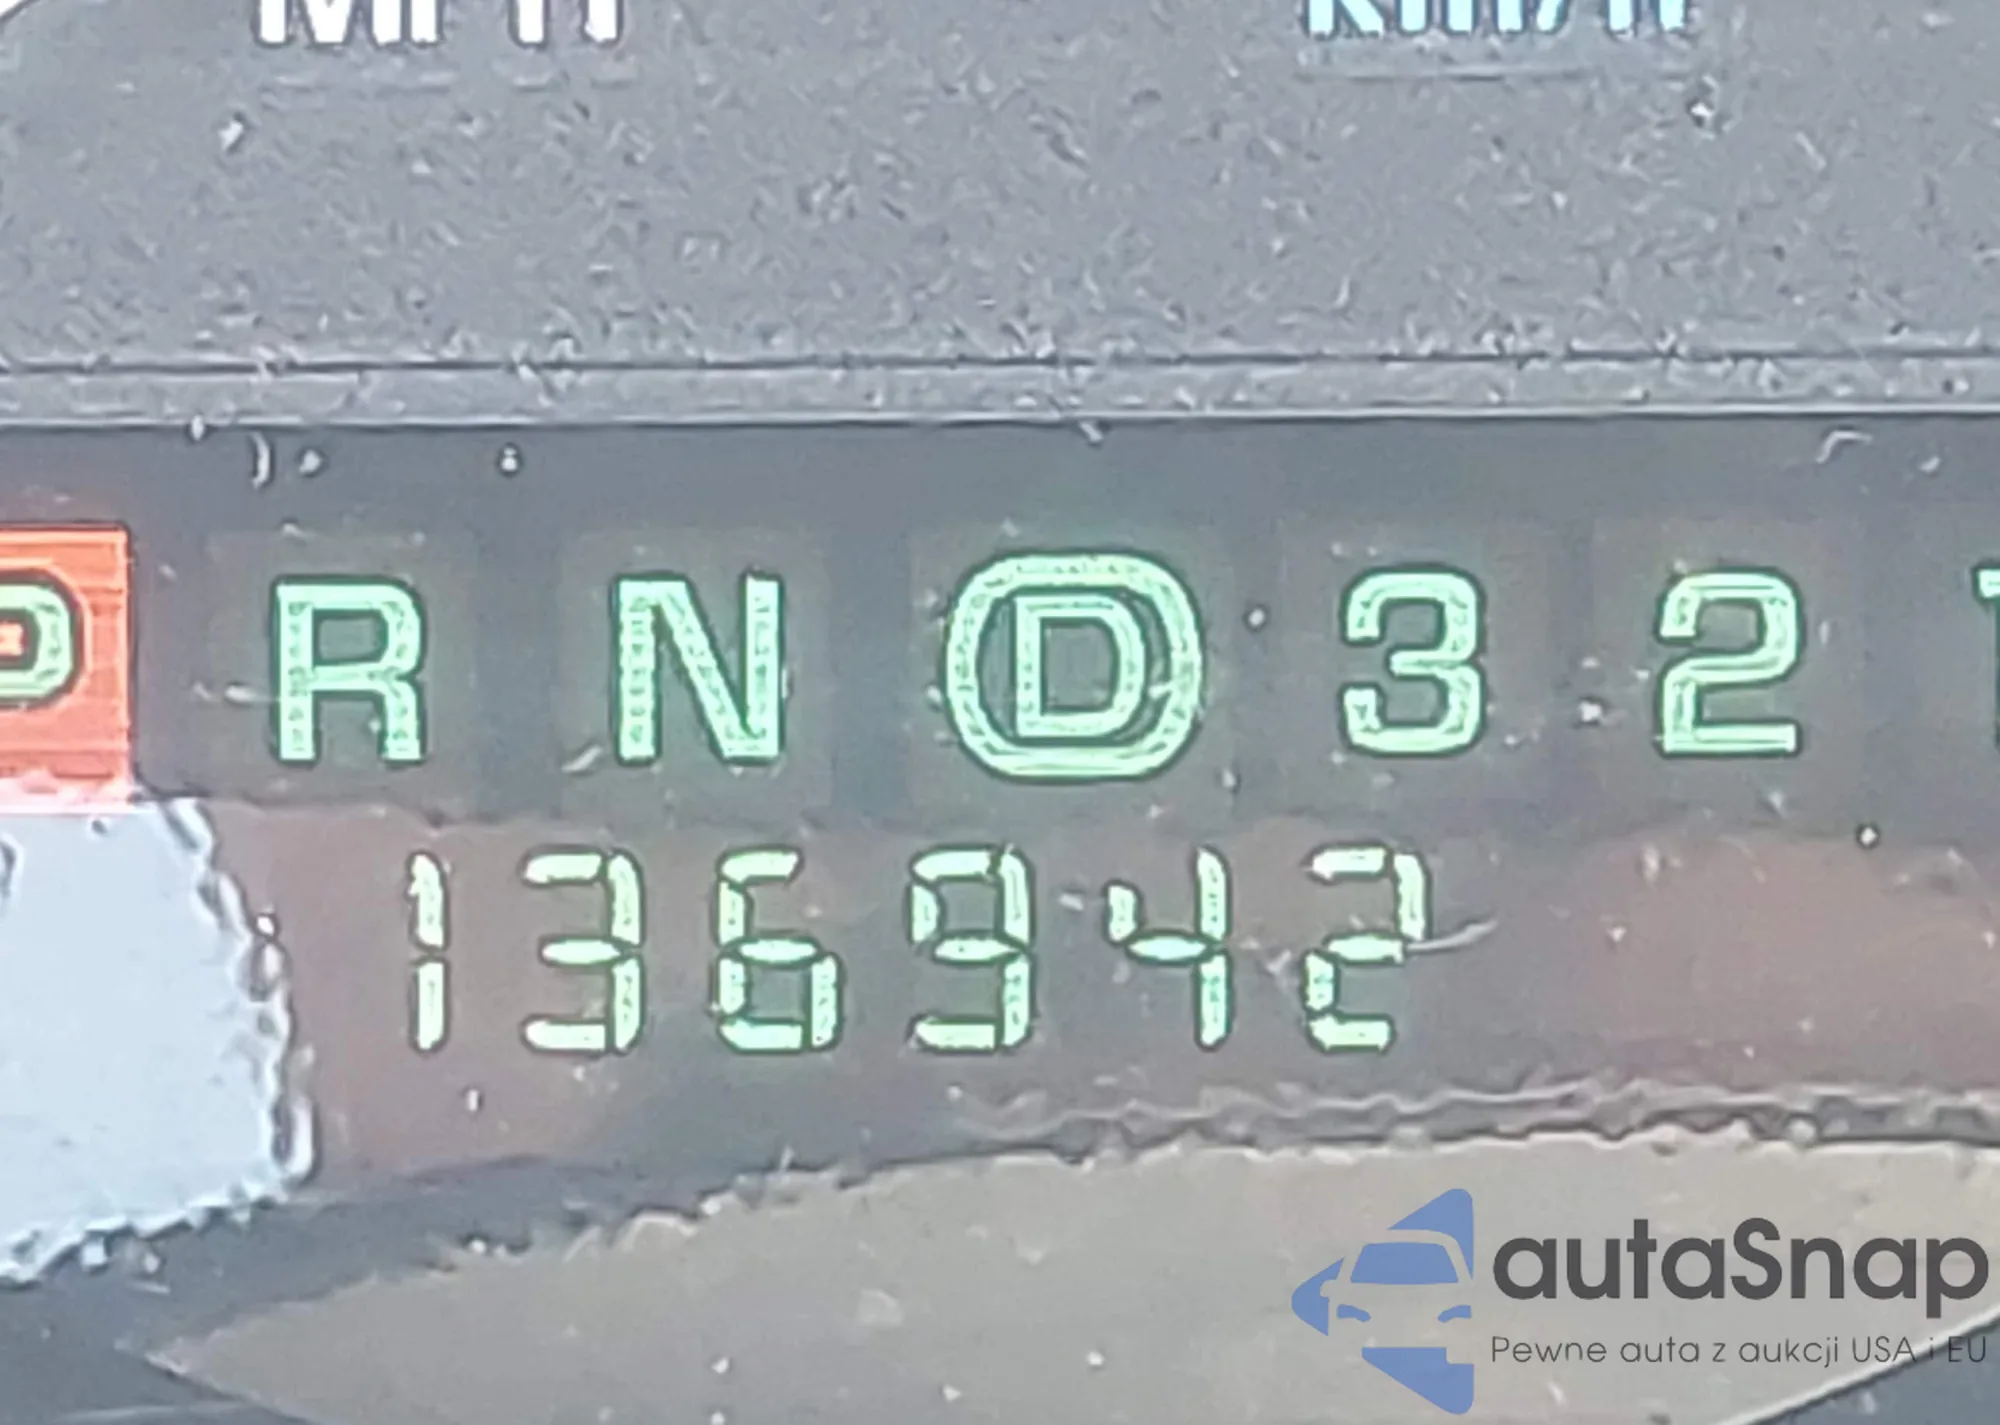 MPH km/h
P R N D 3 2 1
136942
autaSnap
Pewne auta z aukcji USA i EU